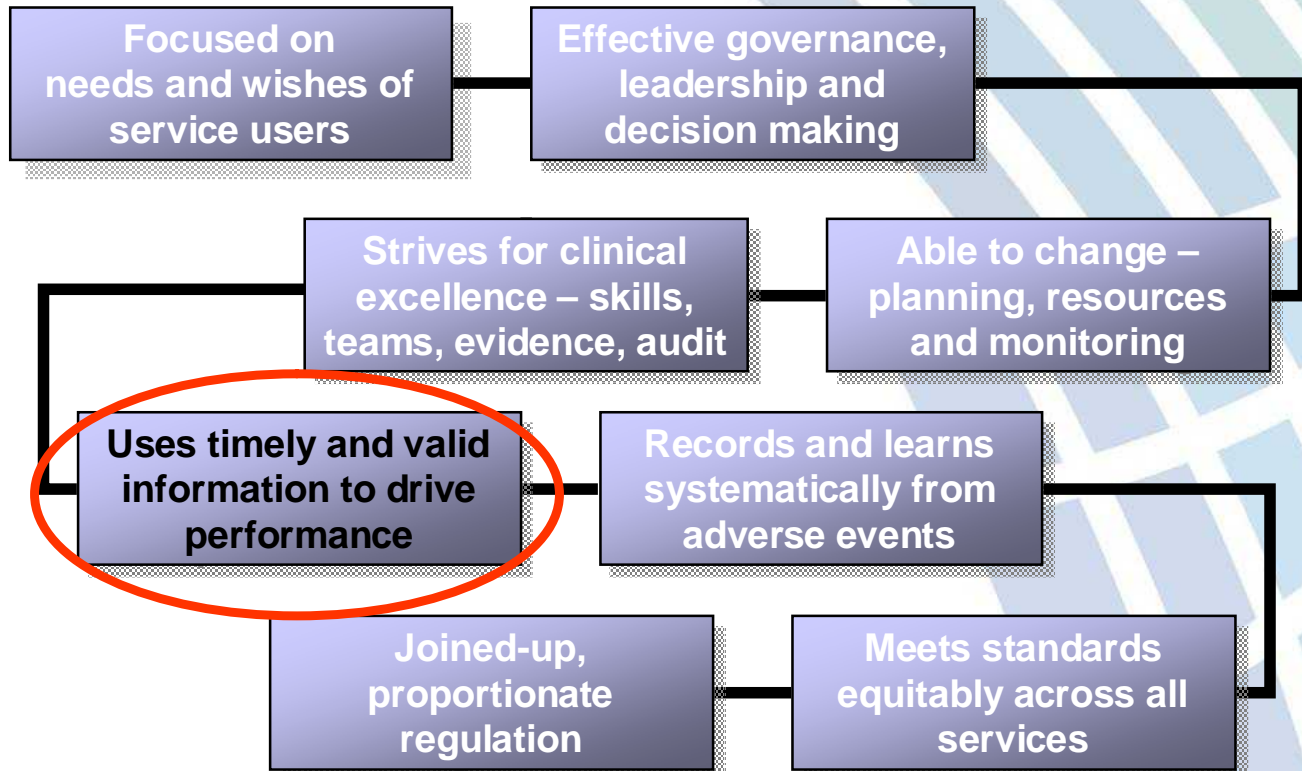 Focused on
needs and wishes of
service users
Effective governance,
leadership and
decision making
Strives for clinical
excellence – skills,
teams, evidence, audit
Able to change –
planning, resources
and monitoring
Uses timely and valid
information to drive
performance
Records and learns
systematically from
adverse events
Joined-up,
proportionate
regulation
Meets standards
equitably across all
services